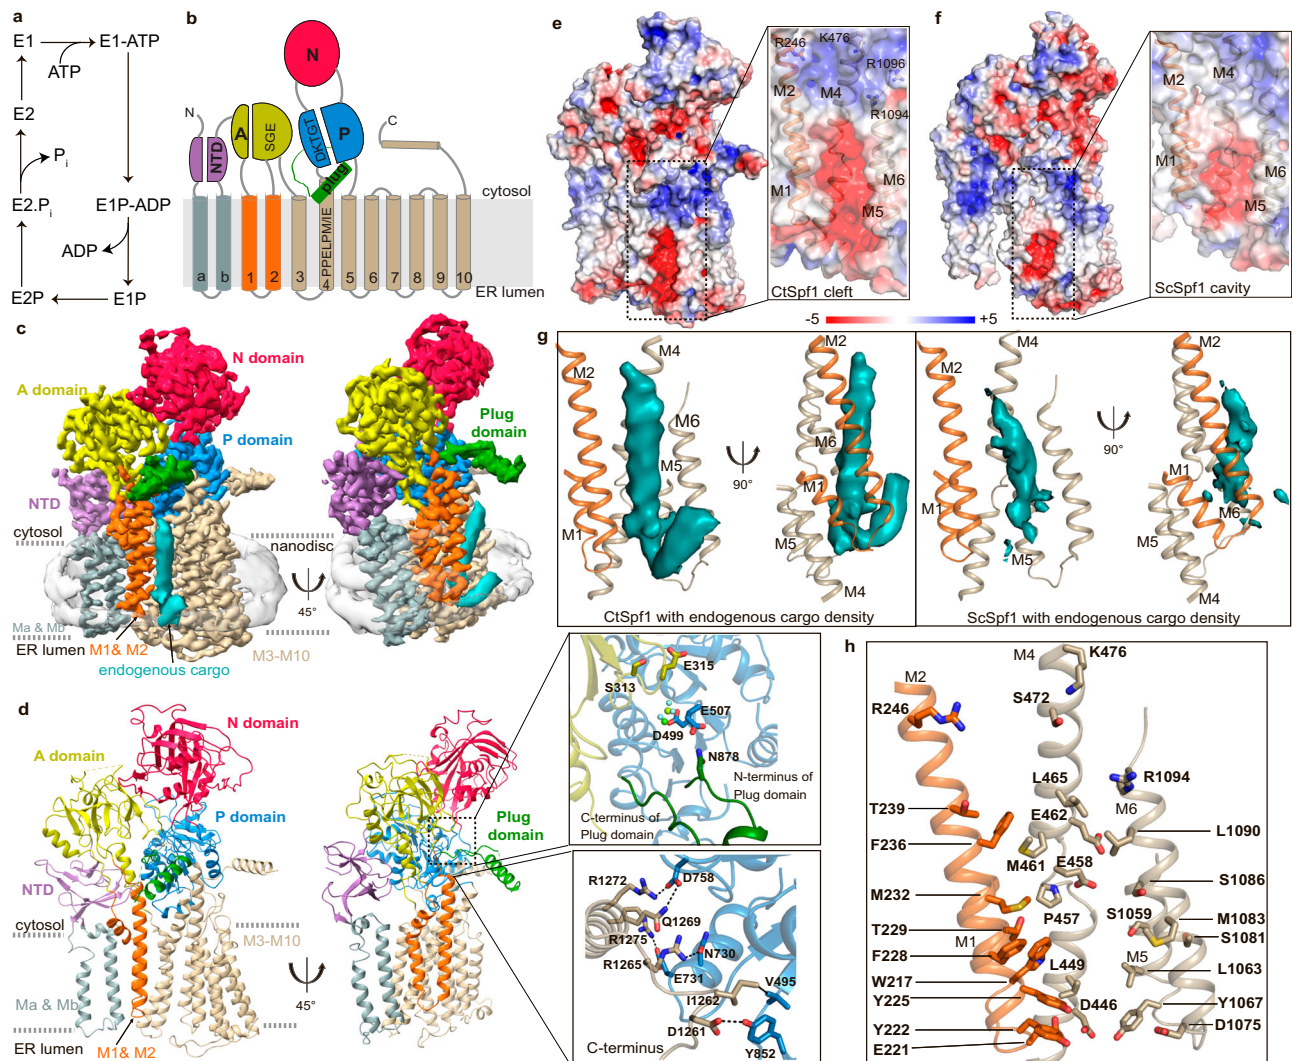 a
E1
E1-ATP
ATP
E2
Pi
E2.Pi
E1P-ADP
ADP
E2P
E1P
b
N
N
NTD
A
SGE
DKTGT
P
plug
C
cytosol
a
b
1
2
3
4
PPELPM/IE
5
6
7
8
9
10
ER lumen
c
N domain
A domain
P domain
Plug
domain
NTD
cytosol
nanodisc
45°
Ma & Mb
ER lumen
M1& M2
M3-M10
endogenous cargo
d
N domain
A domain
P domain
Plug
domain
NTD
cytosol
M3-M10
45°
Ma & Mb
ER lumen
M1& M2
E315
S313
E507
D499
N878
N-terminus of
Plug domain
C-terminus of
Plug domain
R1272
D758
Q1269
R1275
N730
R1265
E731
V495
I1262
D1261
Y852
C-terminus
e
K476
R246
R1096
M2
M4
R1094
M1
M6
M5
CtSpf1 cleft
-5
+5
f
M2
M4
M1
M6
M5
ScSpf1 cavity
g
M4
M2
M6
M5
M1
90°
M2
M6
M1
M5
M4
CtSpf1 with endogenous cargo density
M4
M2
M1
M5
90°
M2
M1
M6
M5
M4
ScSpf1 with endogenous cargo density
h
M4
K476
M2
R246
S472
L465
R1094
M6
T239
E462
L1090
F236
M461
E458
S1086
M232
P457
S1059
M1083
T229
S1081
M1
M5
F228
L449
L1063
W217
Y225
D446
Y1067
Y222
D1075
E221